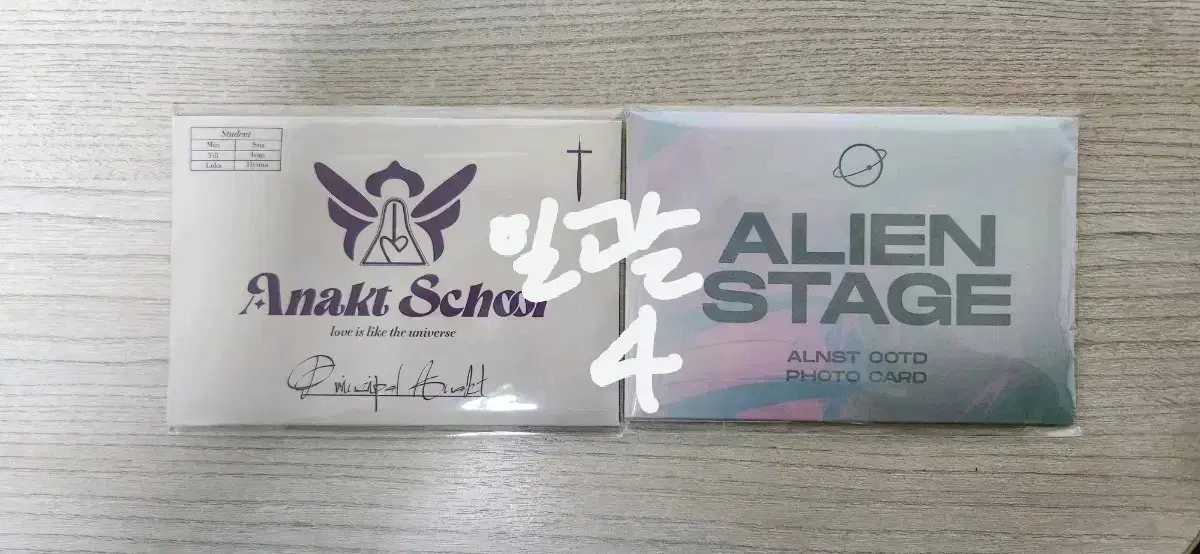 Student
Mizi Sua
Till Ivan
Luka Hyuna
Anakt School
love is like the universe
Principal Anakt
일괄
4
ALIEN
STAGE
ALNST OOTD
PHOTO CARD